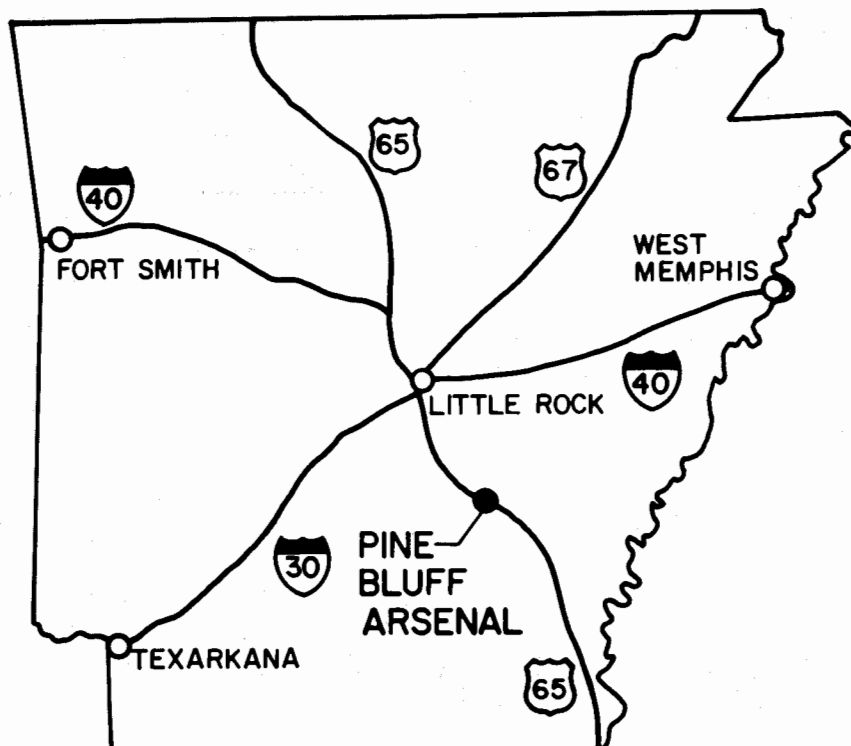 65
67
40
WEST
MEMPHIS
FORT SMITH
40
LITTLE ROCK
30
PINE
BLUFF
ARSENAL
TEXARKANA
65